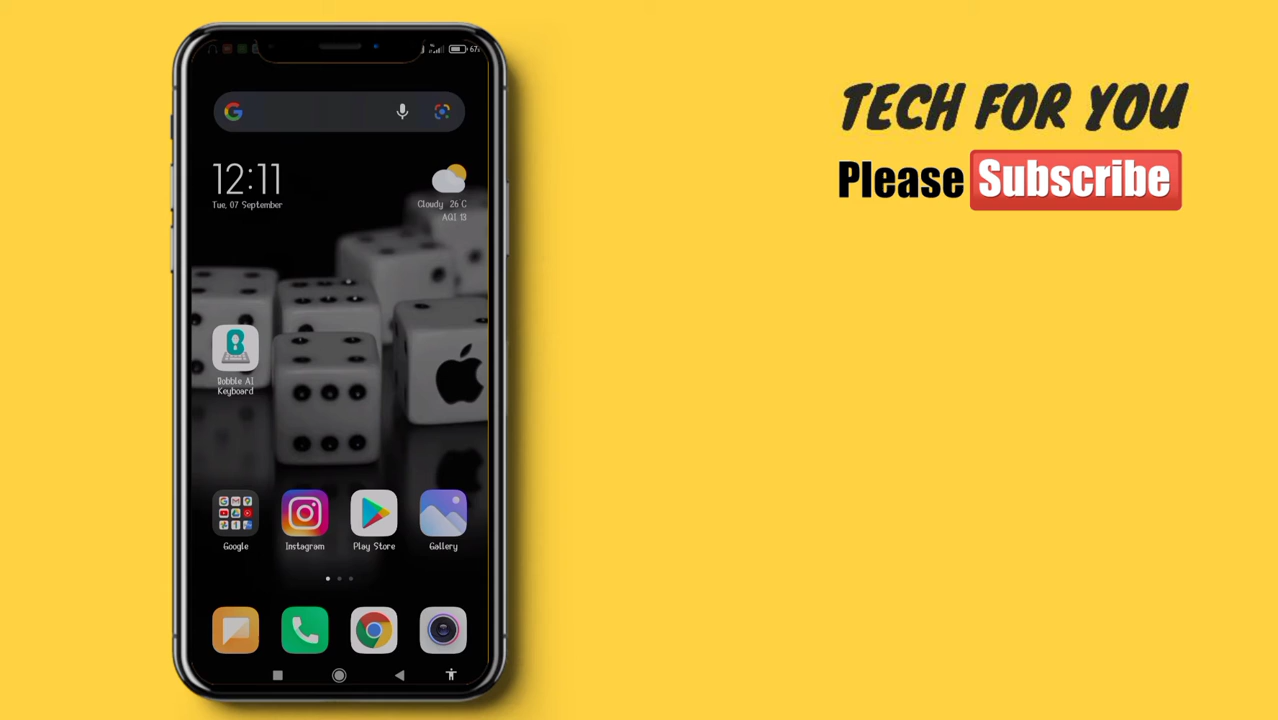 TECH FOR YOU
Please Subscribe
67
12:11
Tue, 07 September
Cloudy 26 C
AQI 13
Bobble AI
Keyboard
Google
Instagram
Play Store
Gallery